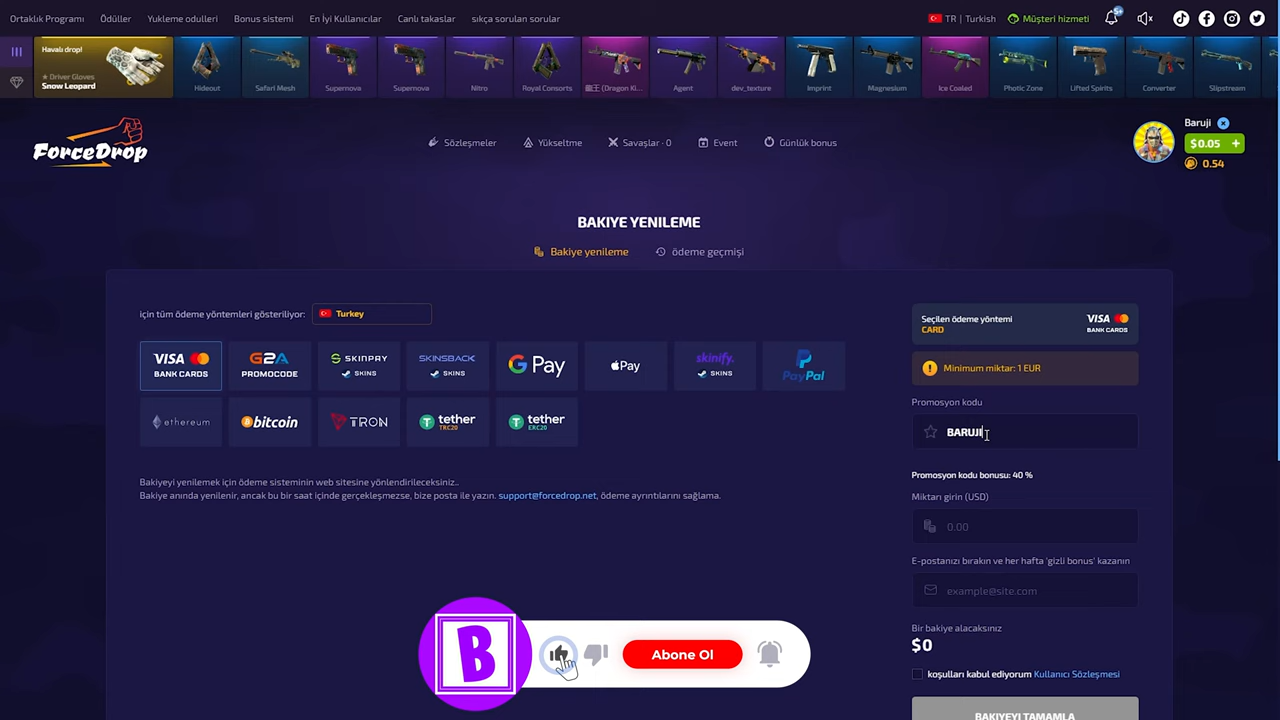 Ortaklık Programı Ödüller Yukleme odulleri Bonus sistemi En İyi Kullanıcılar Canlı takaslar sıkça sorulan sorular TR | Turkish Müşteri hizmeti 5+
Havalı drop!
★ Driver Gloves
Snow Leopard
Hideout Safari Mesh Supernova Supernova Nitro Royal Consorts 龍王 (Dragon Ki... Agent dev_texture Imprint Magnesium Ice Coaled Photic Zone Lifted Spirits Converter Slipstream
FORCEDROP
Sözleşmeler Yükseltme Savaşlar · 0 Event Günlük bonus
Baruji
$0.05 +
0.54
BAKIYE YENILEME
Bakiye yenileme ödeme geçmişi
için tüm ödeme yöntemleri gösteriliyor: Turkey
VISA BANK CARDS
G2A PROMOCODE
SKINPRY SKINS
SKINSBACK SKINS
G Pay
Pay
skinify. SKINS
PayPal
ethereum
bitcoin
TRON
tether TRC20
tether ERC20
Bakiyeyi yenilemek için ödeme sisteminin web sitesine yönlendirileceksiniz..
Bakiye anında yenilenir, ancak bu bir saat içinde gerçekleşmezse, bize posta ile yazın. support@forcedrop.net, ödeme ayrıntılarını sağlama.
Seçilen ödeme yöntemi
CARD
VISA
BANK CARDS
Minimum miktar: 1 EUR
Promosyon kodu
BARUJI
Promosyon kodu bonusu: 40 %
Miktarı girin (USD)
0.00
E-postanızı bırakın ve her hafta 'gizli bonus' kazanın
example@site.com
Bir bakiye alacaksınız
$0
koşulları kabul ediyorum Kullanıcı Sözleşmesi
BAKIYEYI TAMAMLA
B
Abone Ol